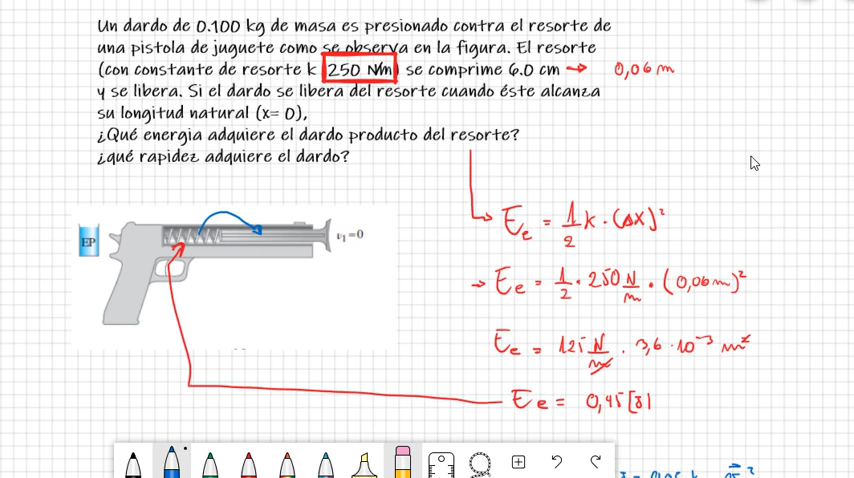 Un dardo de 0.100 kg de masa es presionado contra el resorte de
una pistola de juguete como se observa en la figura. El resorte
(con constante de resorte k 250 N/m) se comprime 6.0 cm → 0,06 m
y se libera. Si el dardo se libera del resorte cuando éste alcanza
su longitud natural (x= 0),
¿Qué energia adquiere el dardo producto del resorte?
¿qué rapidez adquiere el dardo?
EP
v₁=0
Ee = 1/2 k · (Δx)²
→ Ee = 1/2 · 250 N/m · (0,06m)²
Ee = 125 N/m · 3,6 · 10⁻³ m²
Ee = 0,45 [J]